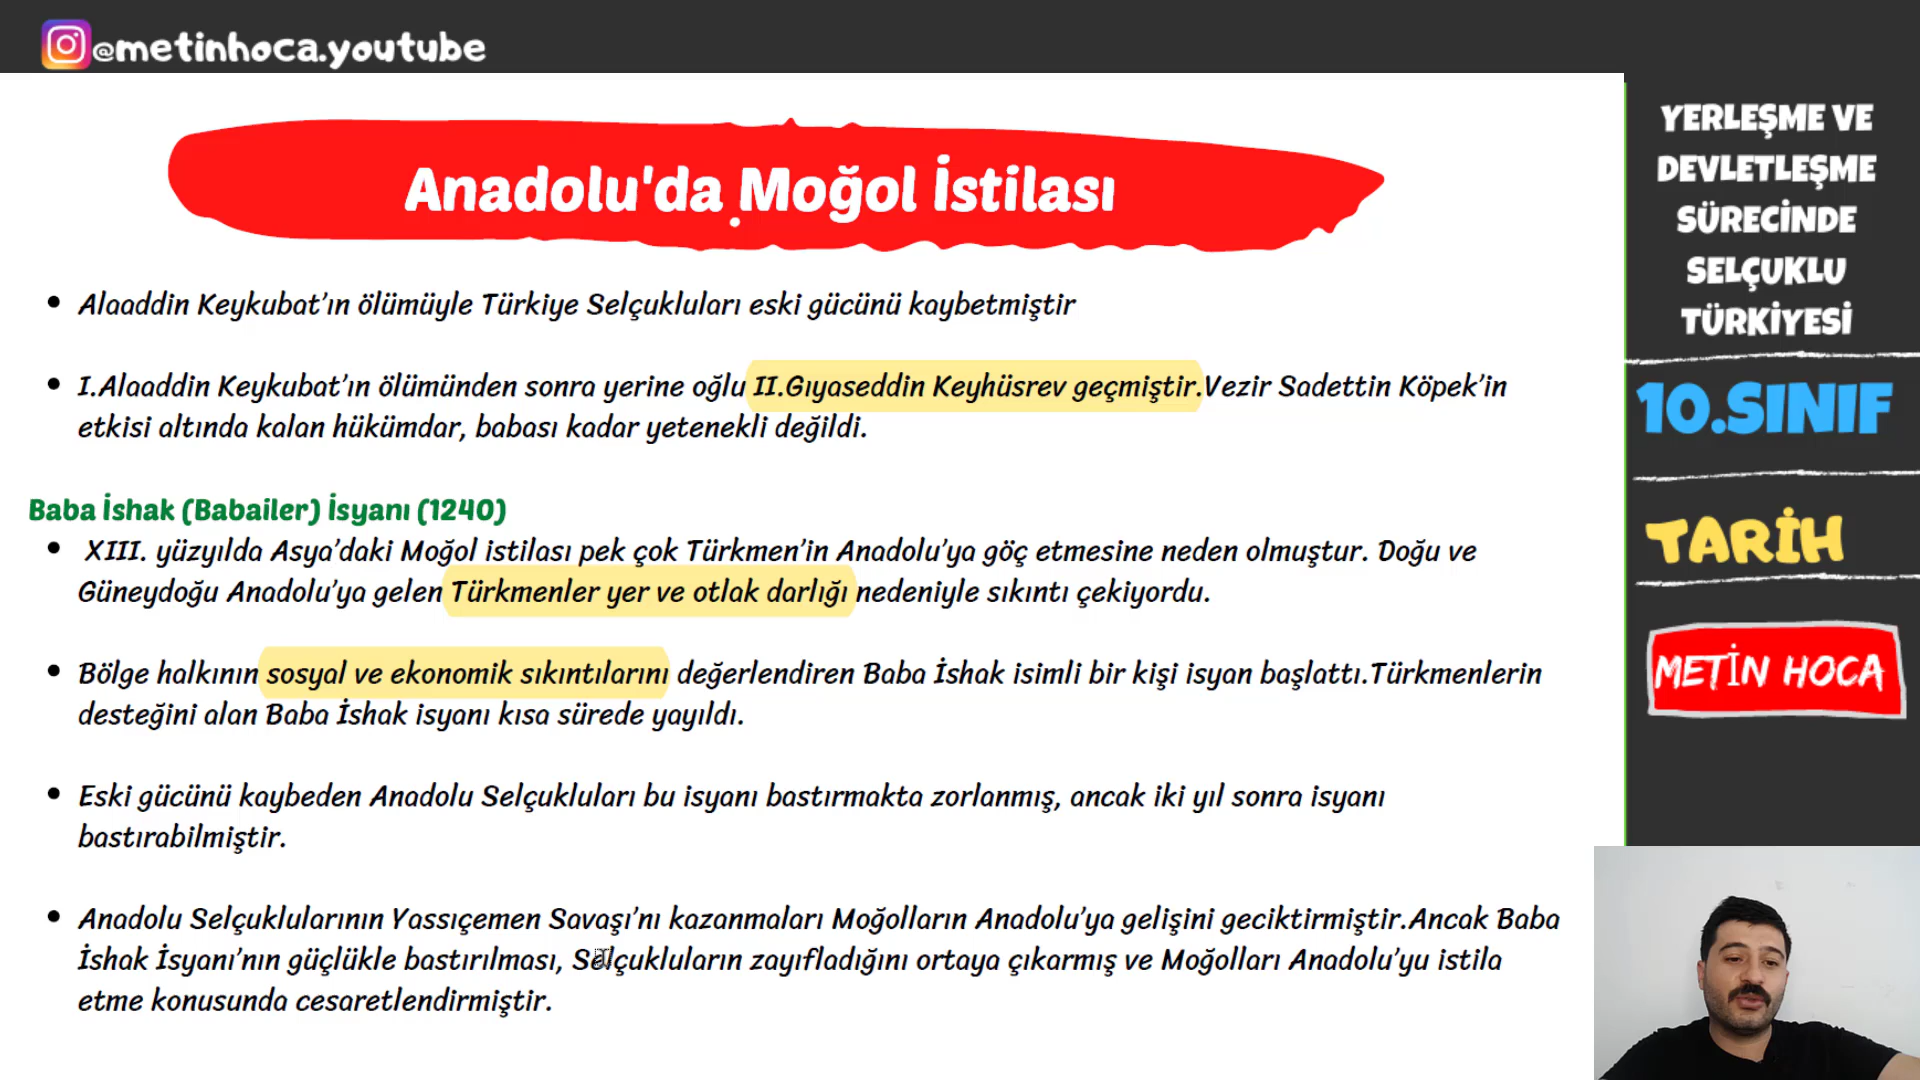 @metinhoca.youtube
Anadolu'da Moğol İstilası
• Alaaddin Keykubat’ın ölümüyle Türkiye Selçukluları eski gücünü kaybetmiştir
• I.Alaaddin Keykubat’ın ölümünden sonra yerine oğlu II.Gıyaseddin Keyhüsrev geçmiştir.Vezir Sadettin Köpek’in
etkisi altında kalan hükümdar, babası kadar yetenekli değildi.
Baba İshak (Babailer) İsyanı (1240)
• XIII. yüzyılda Asya’daki Moğol istilası pek çok Türkmen’in Anadolu’ya göç etmesine neden olmuştur. Doğu ve
Güneydoğu Anadolu’ya gelen Türkmenler yer ve otlak darlığı nedeniyle sıkıntı çekiyordu.
• Bölge halkının sosyal ve ekonomik sıkıntılarını değerlendiren Baba İshak isimli bir kişi isyan başlattı.Türkmenlerin
desteğini alan Baba İshak isyanı kısa sürede yayıldı.
• Eski gücünü kaybeden Anadolu Selçukluları bu isyanı bastırmakta zorlanmış, ancak iki yıl sonra isyanı
bastırabilmiştir.
• Anadolu Selçuklularının Yassıçemen Savaşı’nı kazanmaları Moğolların Anadolu’ya gelişini geciktirmiştir.Ancak Baba
İshak İsyanı’nın güçlükle bastırılması, Selçukluların zayıfladığını ortaya çıkarmış ve Moğolları Anadolu’yu istila
etme konusunda cesaretlendirmiştir.
YERLEŞME VE
DEVLETLEŞME
SÜRECİNDE
SELÇUKLU
TÜRKİYESİ
10.SINIF
TARİH
METİN HOCA